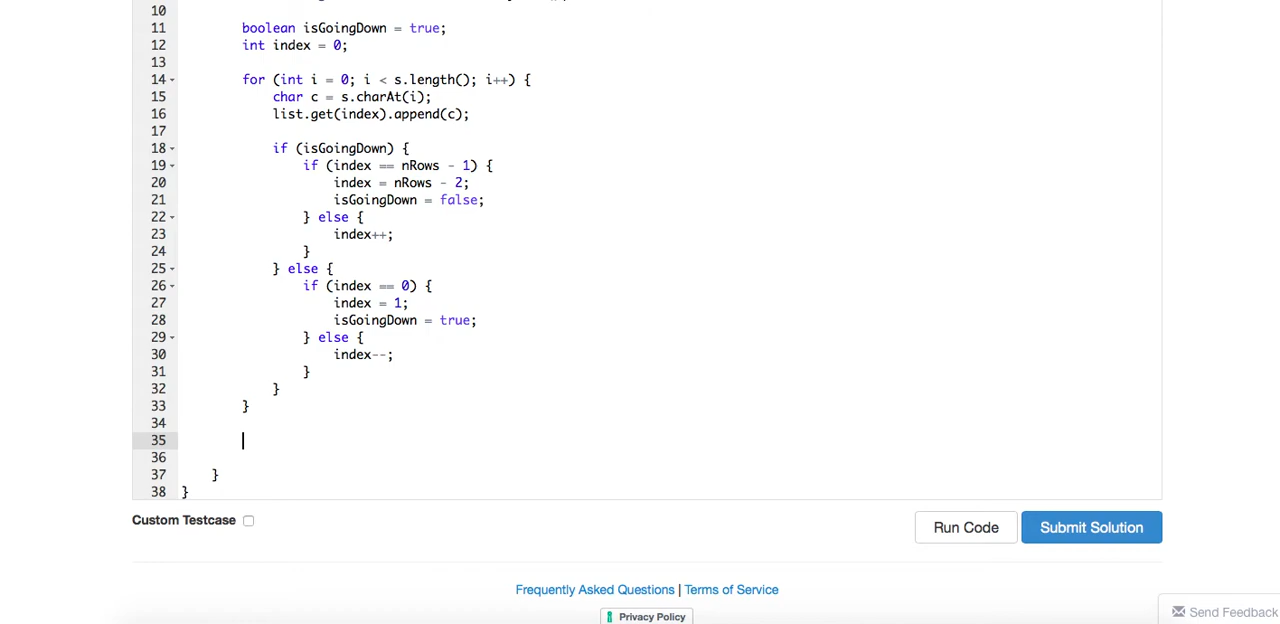 10
11 boolean isGoingDown = true;
12 int index = 0;
13
14 for (int i = 0; i < s.length(); i++) {
15 char c = s.charAt(i);
16 list.get(index).append(c);
17
18 if (isGoingDown) {
19 if (index == nRows - 1) {
20 index = nRows - 2;
21 isGoingDown = false;
22 } else {
23 index++;
24 }
25 } else {
26 if (index == 0) {
27 index = 1;
28 isGoingDown = true;
29 } else {
30 index--;
31 }
32 }
33 }
34
35
36
37 }
38 }
Custom Testcase
Run Code
Submit Solution
Frequently Asked Questions | Terms of Service
Privacy Policy
Send Feedback